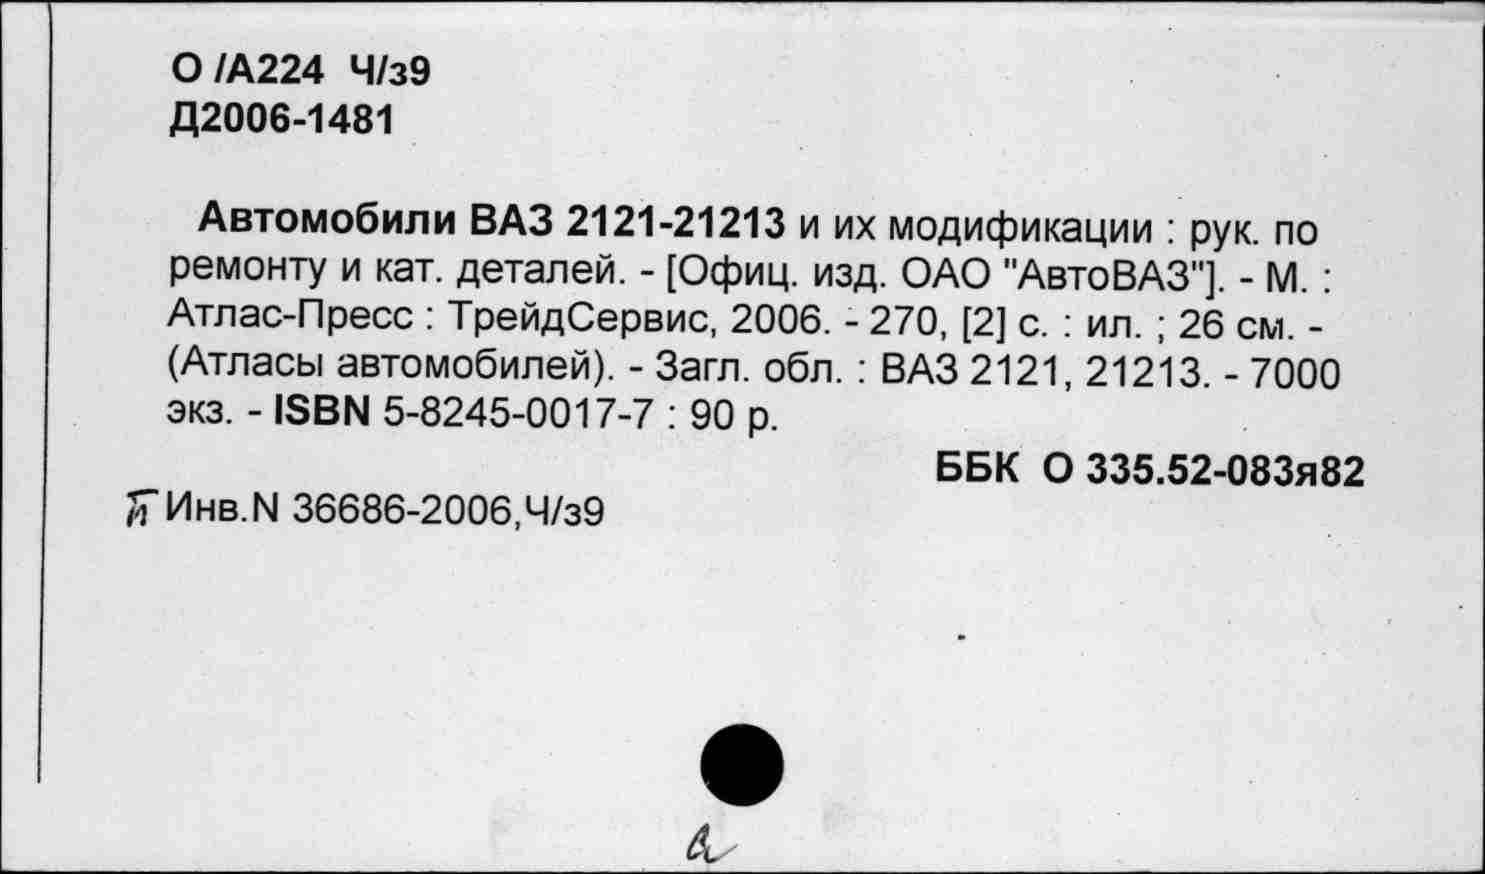 О /А224 Ч/з9
Д2006-1481
Автомобили ВАЗ 2121-21213 и их модификации : рук. по
ремонту и кат. деталей. - [Офиц. изд. ОАО "АвтоВАЗ"]. - М. :
Атлас-Пресс : ТрейдСервис, 2006. - 270, [2] с. : ил. ; 26 см. -
(Атласы автомобилей). - Загл. обл. : ВАЗ 2121, 21213. - 7000
экз. - ISBN 5-8245-0017-7 : 90 р.
ББК О 335.52-083я82
Инв.N 36686-2006,Ч/з9